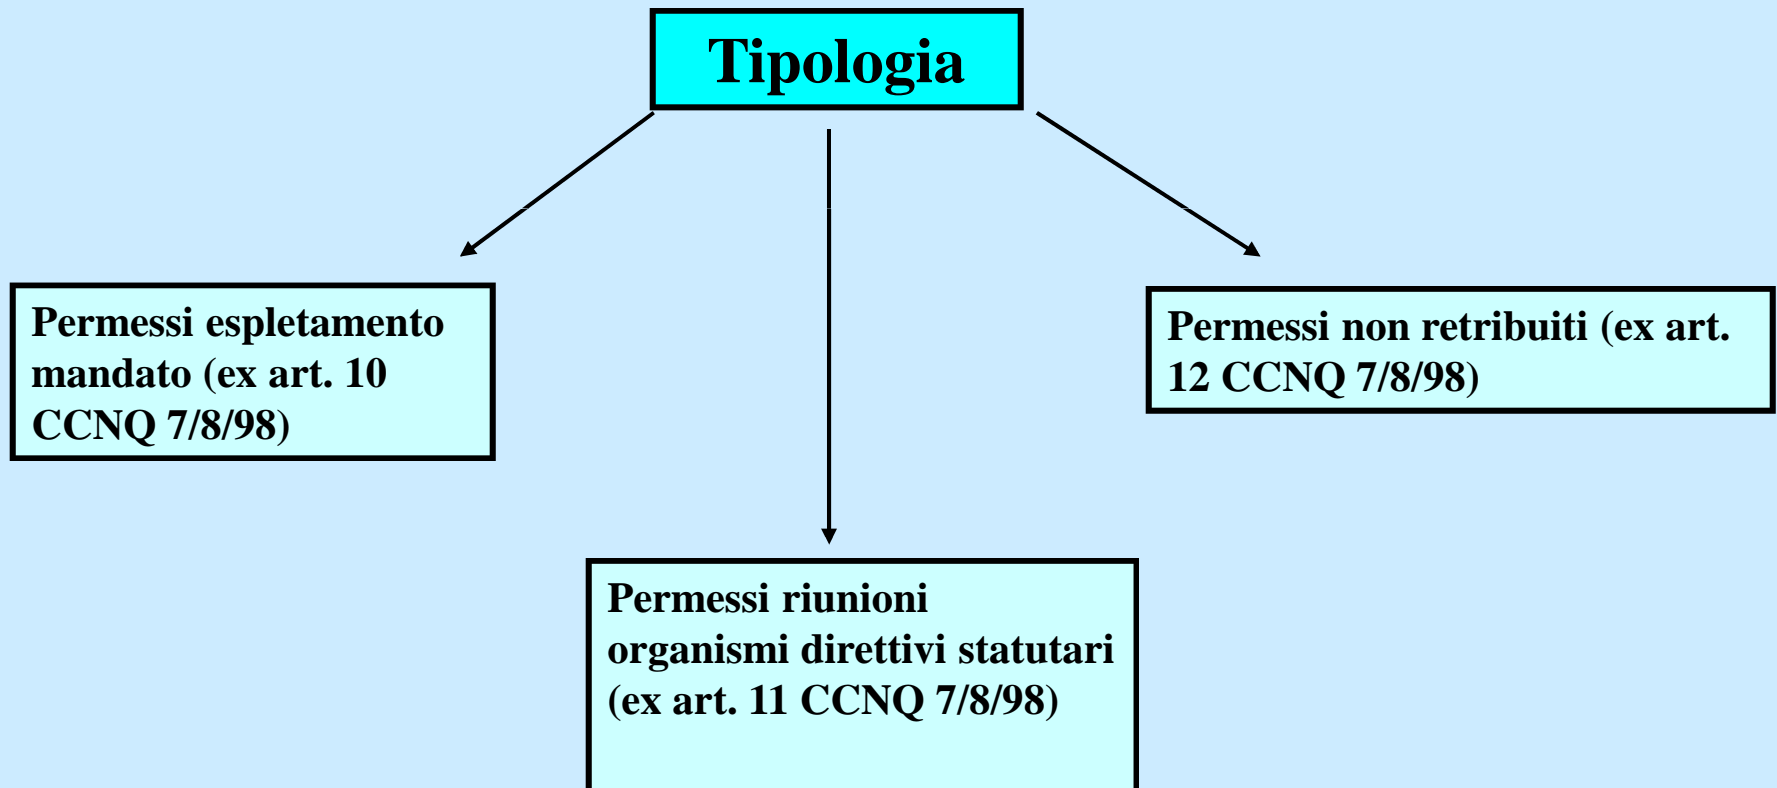 Tipologia
Permessi espletamento
mandato (ex art. 10
CCNQ 7/8/98)
Permessi non retribuiti (ex art.
12 CCNQ 7/8/98)
Permessi riunioni
organismi direttivi statutari
(ex art. 11 CCNQ 7/8/98)